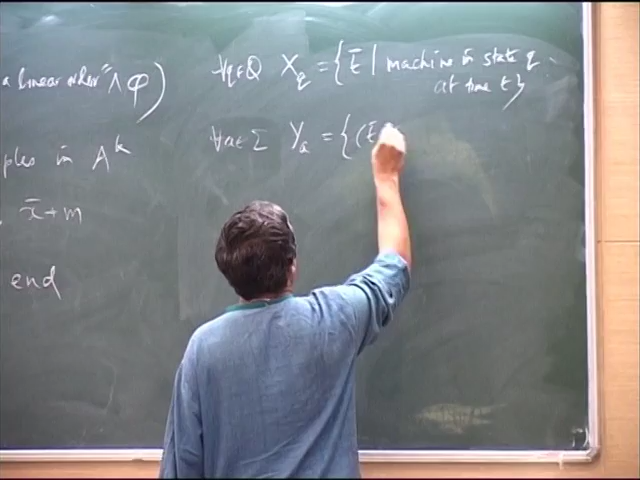 a linear order" ∧ φ)
ples in A^k
x̄ + m
end
∀q∈Q X_q = { t̄ | machine in state q
at time t }
∀a∈Σ Y_a = { ( t̄